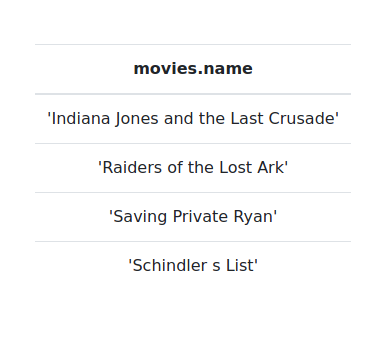 movies.name
'Indiana Jones and the Last Crusade'
'Raiders of the Lost Ark'
'Saving Private Ryan'
'Schindler s List'